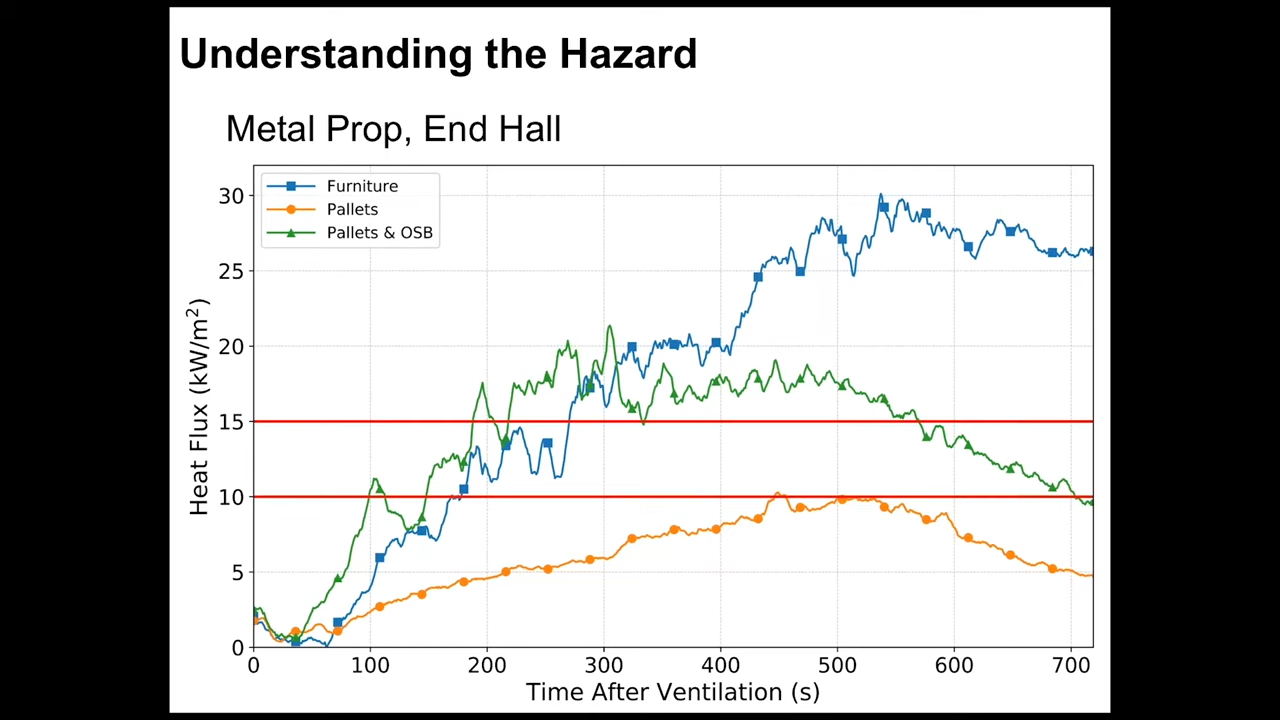 Understanding the Hazard
Metal Prop, End Hall
Furniture
Pallets
Pallets & OSB
30
25
20
15
10
5
0
Heat Flux (kW/m²)
0 100 200 300 400 500 600 700
Time After Ventilation (s)